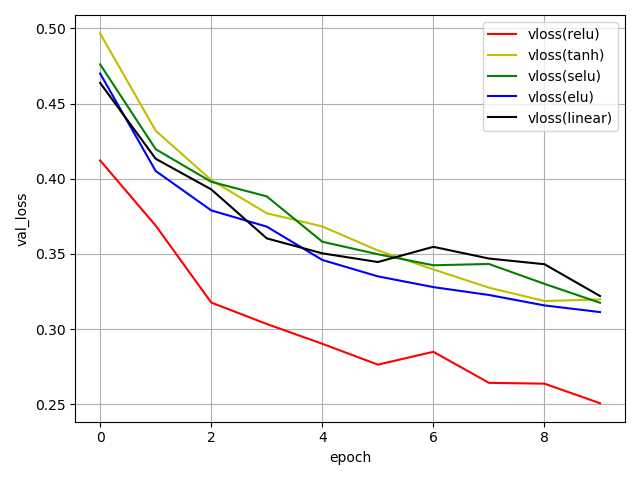 0.50
0.45
0.40
0.35
0.30
0.25
val_loss
0 2 4 6 8
epoch
vloss(relu)
vloss(tanh)
vloss(selu)
vloss(elu)
vloss(linear)